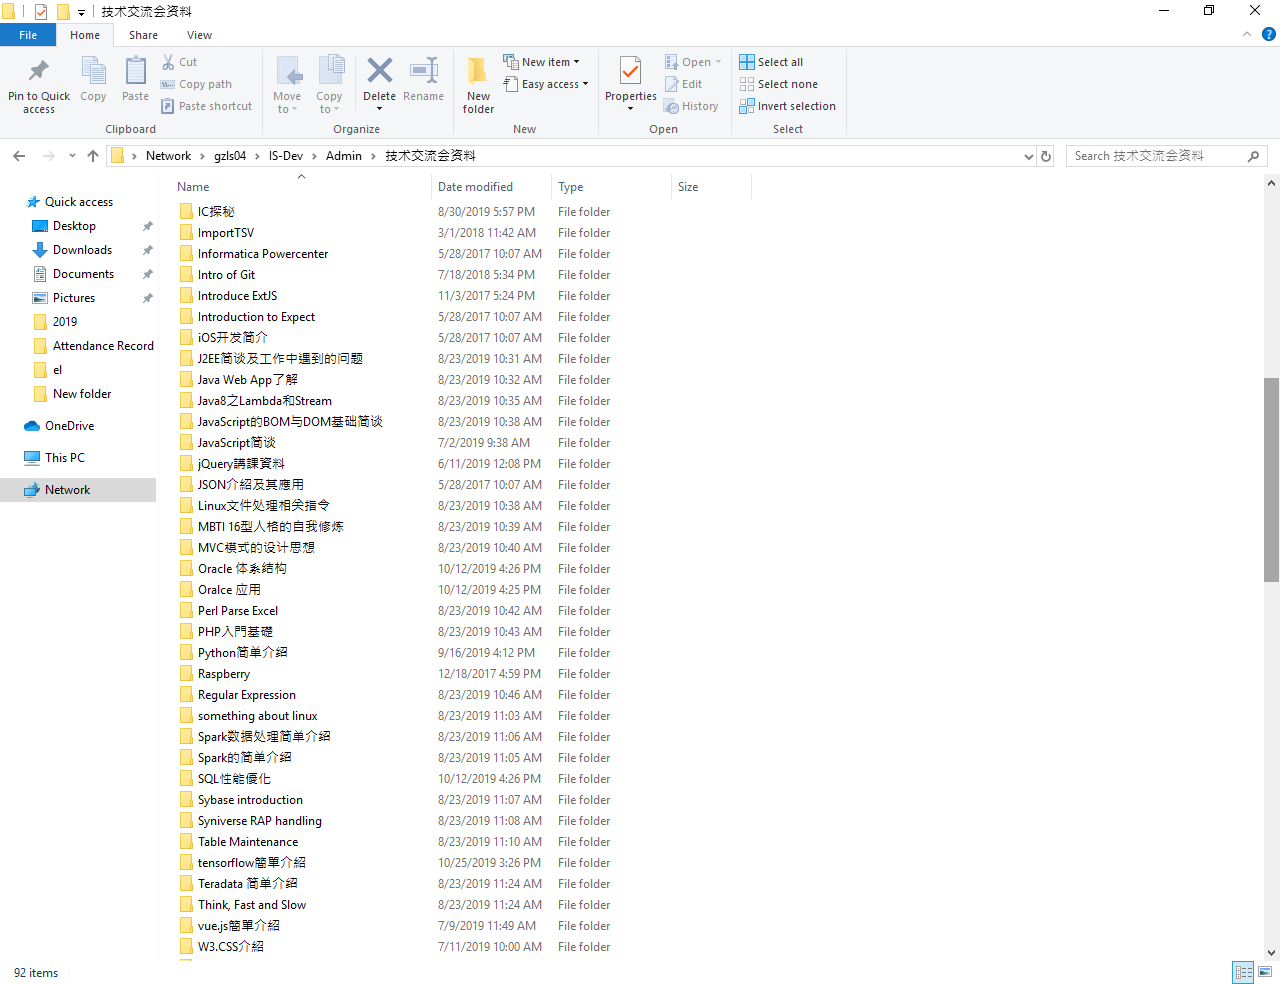 技术交流会资料
File Home Share View
Pin to Quick access
Copy
Paste
Cut
Copy path
Paste shortcut
Move to
Copy to
Delete
Rename
New folder
New item
Easy access
Properties
Open
Edit
History
Select all
Select none
Invert selection
Clipboard Organize New Open Select
Network gzls04 IS-Dev Admin 技术交流会资料
Search 技术交流会资料
Quick access
Desktop
Downloads
Documents
Pictures
2019
Attendance Record
el
New folder
OneDrive
This PC
Network
Name Date modified Type Size
IC探秘 8/30/2019 5:57 PM File folder
ImportTSV 3/1/2018 11:42 AM File folder
Informatica Powercenter 5/28/2017 10:07 AM File folder
Intro of Git 7/18/2018 5:34 PM File folder
Introduce ExtJS 11/3/2017 5:24 PM File folder
Introduction to Expect 5/28/2017 10:07 AM File folder
iOS开发简介 5/28/2017 10:07 AM File folder
J2EE简谈及工作中遇到的问题 8/23/2019 10:31 AM File folder
Java Web App了解 8/23/2019 10:32 AM File folder
Java8之Lambda和Stream 8/23/2019 10:35 AM File folder
JavaScript的BOM与DOM基础简谈 8/23/2019 10:38 AM File folder
JavaScript简谈 7/2/2019 9:38 AM File folder
jQuery講課資料 6/11/2019 12:08 PM File folder
JSON介紹及其應用 5/28/2017 10:07 AM File folder
Linux文件处理相关指令 8/23/2019 10:38 AM File folder
MBTI 16型人格的自我修炼 8/23/2019 10:39 AM File folder
MVC模式的设计思想 8/23/2019 10:40 AM File folder
Oracle 体系结构 10/12/2019 4:26 PM File folder
Oralce 应用 10/12/2019 4:25 PM File folder
Perl Parse Excel 8/23/2019 10:42 AM File folder
PHP入門基礎 8/23/2019 10:43 AM File folder
Python简单介绍 9/16/2019 4:12 PM File folder
Raspberry 12/18/2017 4:59 PM File folder
Regular Expression 8/23/2019 10:46 AM File folder
something about linux 8/23/2019 11:03 AM File folder
Spark数据处理简单介绍 8/23/2019 11:06 AM File folder
Spark的简单介绍 8/23/2019 11:05 AM File folder
SQL性能優化 10/12/2019 4:26 PM File folder
Sybase introduction 8/23/2019 11:07 AM File folder
Syniverse RAP handling 8/23/2019 11:08 AM File folder
Table Maintenance 8/23/2019 11:10 AM File folder
tensorflow簡單介紹 10/25/2019 3:26 PM File folder
Teradata 简单介绍 8/23/2019 11:24 AM File folder
Think, Fast and Slow 8/23/2019 11:24 AM File folder
vue.js簡單介紹 7/9/2019 11:49 AM File folder
W3.CSS介紹 7/11/2019 10:00 AM File folder
92 items